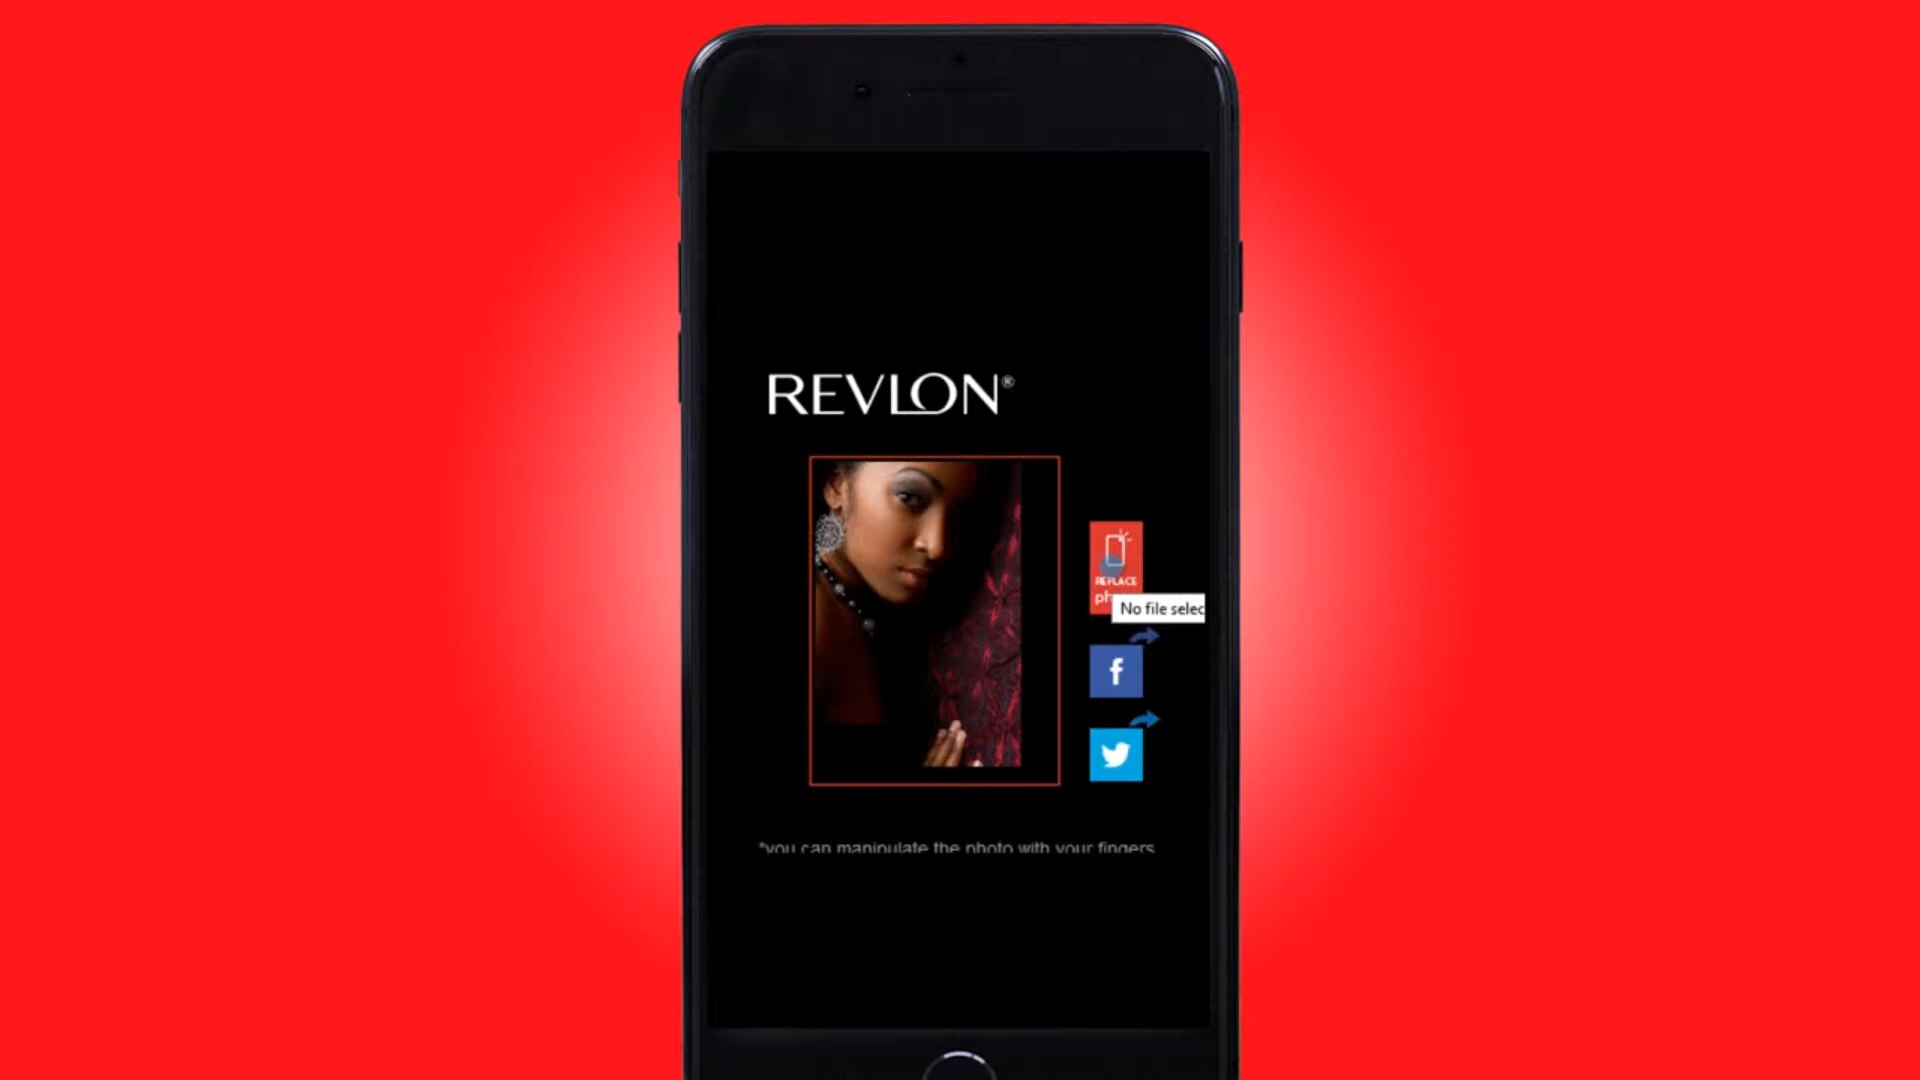 REVLON®
REPLACE
No file selec
f
*you can manipulate the photo with your fingers